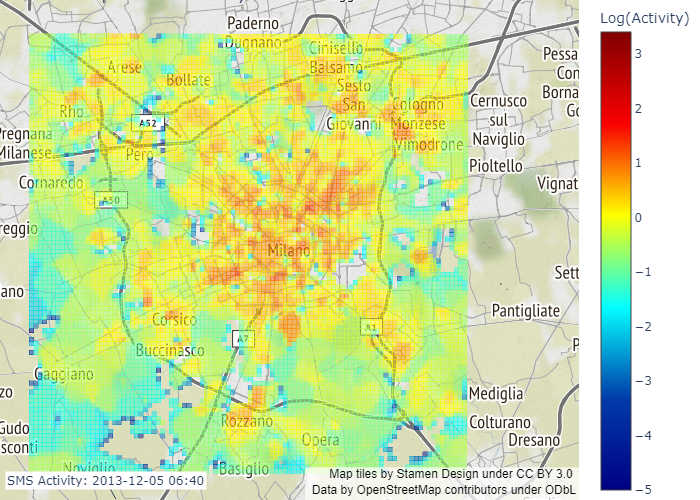 Log(Activity)
Paderno
Dugnano
Cinisello
Balsamo
Arese
Bollate
Sesto
San
Giovanni
Cologno
Monzese
Vimodrone
Cernusco
sul
Naviglio
Pioltello
Rho
A52
Pero
Pregnana
Milanese
Cornaredo
A50
Milano
Vignat
Sett
Pantigliate
Corsico
Buccinasco
A7
A1
Gaggiano
Rozzano
Opera
Mediglia
Colturano
Dresano
Noviglio
Basiglio
Pessa
Con
Borna
Go
reggio
ano
zo
Gudo
sconti
P
3
2
1
0
−1
−2
−3
−4
−5
SMS Activity: 2013-12-05 06:40
Map tiles by Stamen Design under CC BY 3.0
Data by OpenStreetMap contributors under ODbL